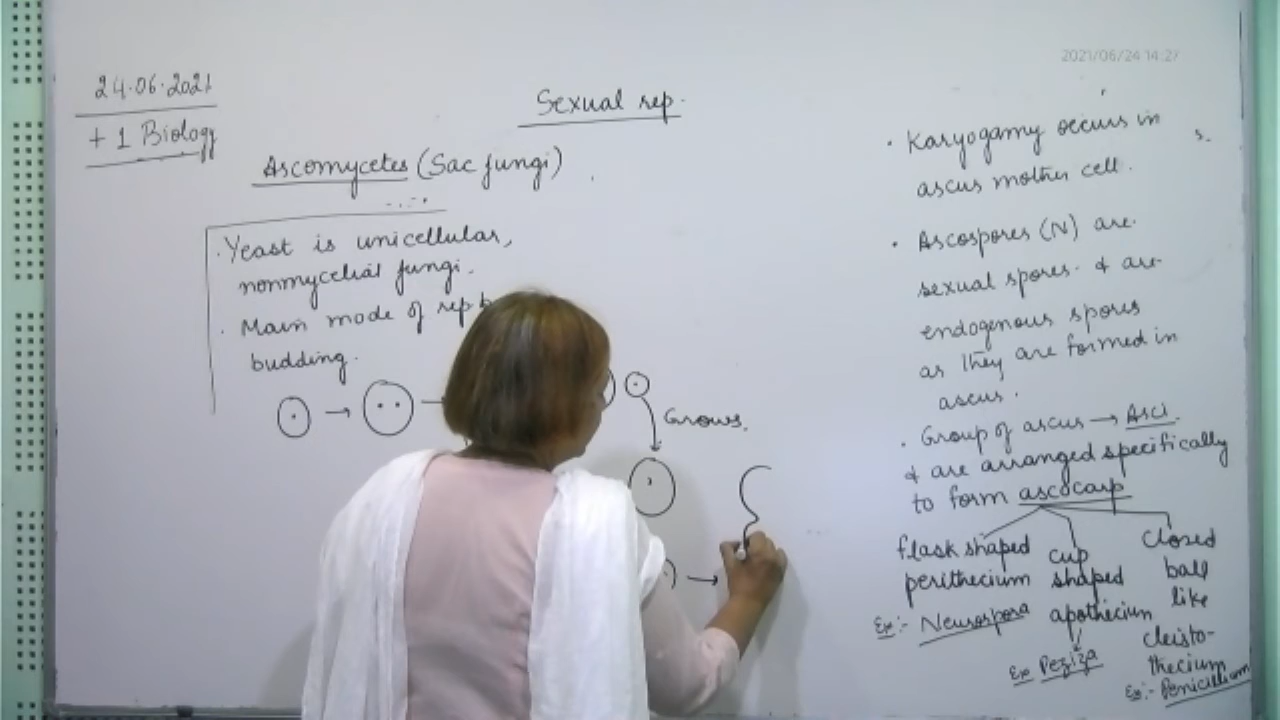 2021/06/24 14:27
24.06.2021
+ 1 Biology
Sexual rep.
Ascomycetes (Sac fungi)
· Yeast is unicellular,
nonmycelial fungi.
· Main mode of rep
budding.
Grows.
· Karyogamy occurs in
ascus mother cell.
· Ascospores (N) are
sexual spores & are
endogenous spores
as they are formed in
ascus.
· Group of ascus → Asci.
& are arranged specifically
to form ascocarp
flask shaped
perithecium
Ex:- Neurospora
cup
shaped
apothecium
Ex Peziza
Closed
ball
like
cleisto-
thecium
Ex:- Penicillium